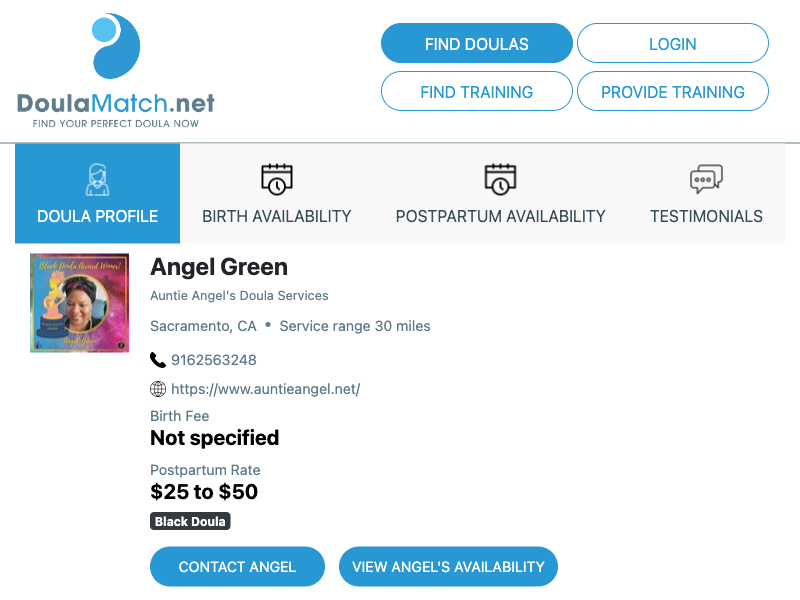 DoulaMatch.net
FIND YOUR PERFECT DOULA NOW
FIND DOULAS
LOGIN
FIND TRAINING
PROVIDE TRAINING
DOULA PROFILE
BIRTH AVAILABILITY
POSTPARTUM AVAILABILITY
TESTIMONIALS
Black Doula Award Winner!
Angel Green
Angel Green
Auntie Angel's Doula Services
Sacramento, CA • Service range 30 miles
9162563248
https://www.auntieangel.net/
Birth Fee
Not specified
Postpartum Rate
$25 to $50
Black Doula
CONTACT ANGEL
VIEW ANGEL'S AVAILABILITY